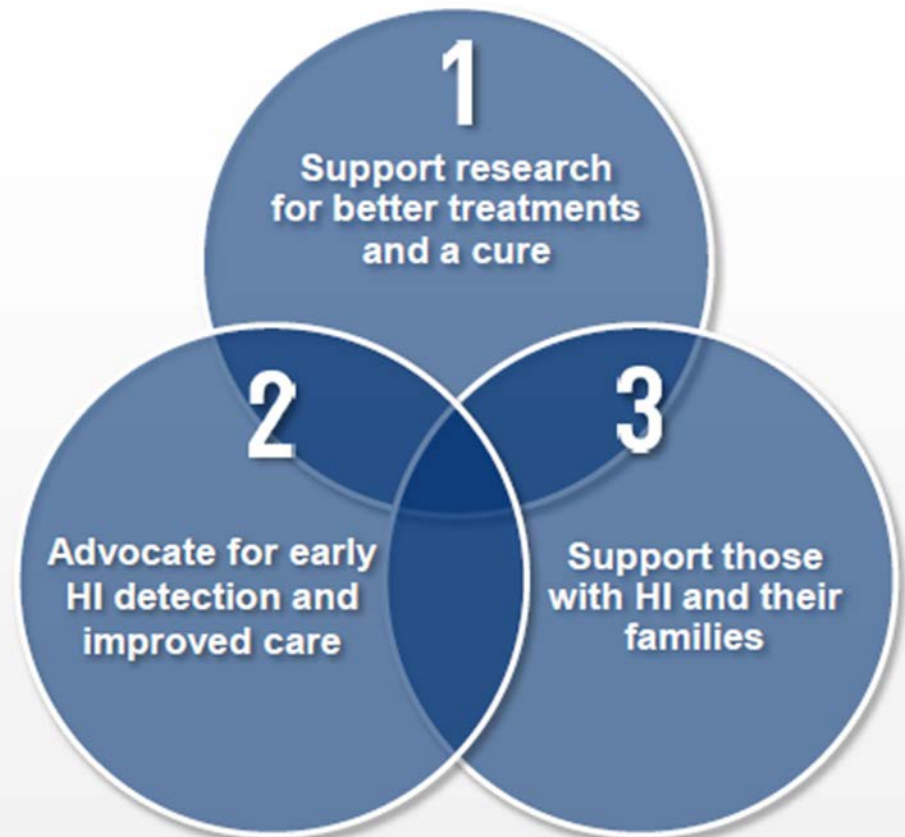 1
Support research
for better treatments
and a cure
2
Advocate for early
HI detection and
improved care
3
Support those
with HI and their
families